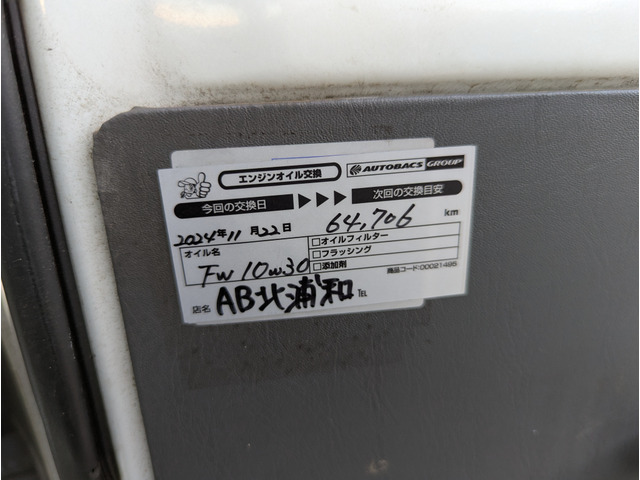 エンジンオイル交換 AUTOBACS GROUP
今回の交換日 次回の交換目安
2024年11月22日 64,706 km
オイル名 □オイルフィルター
□フラッシング
FW 10W.30 □添加剤 商品コード:00021495
店名 AB北浦和 TEL